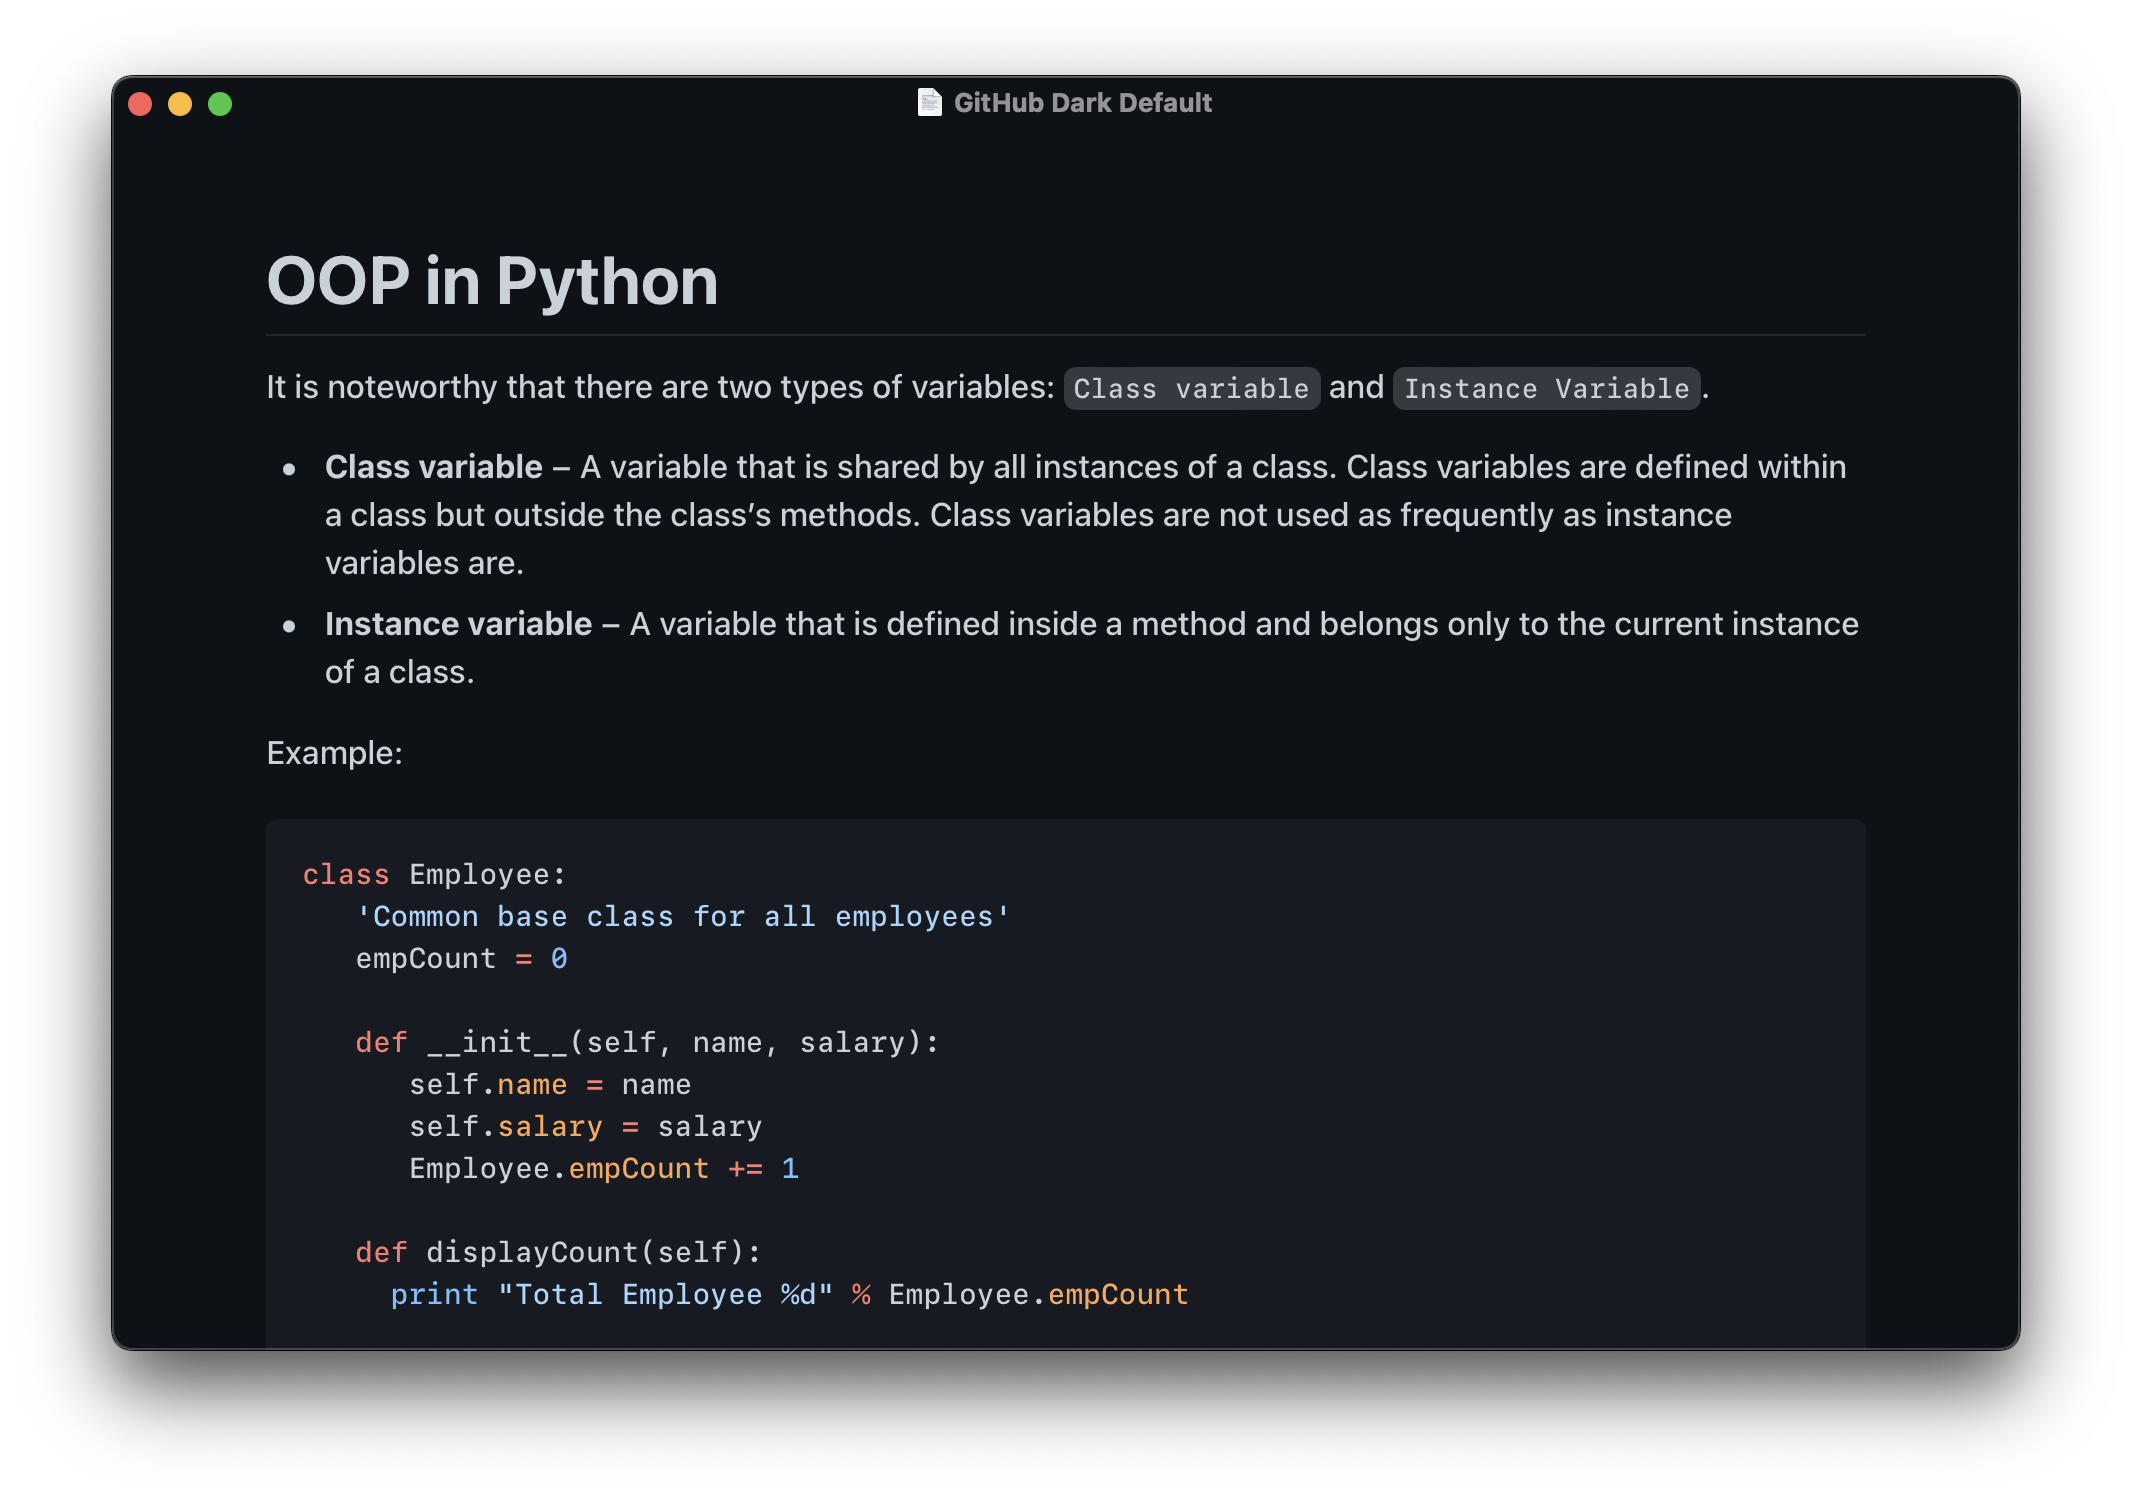 GitHub Dark Default
OOP in Python
It is noteworthy that there are two types of variables: Class variable and Instance Variable.
• Class variable – A variable that is shared by all instances of a class. Class variables are defined within
a class but outside the class’s methods. Class variables are not used as frequently as instance
variables are.
• Instance variable – A variable that is defined inside a method and belongs only to the current instance
of a class.
Example:
class Employee:
   'Common base class for all employees'
   empCount = 0
   def __init__(self, name, salary):
      self.name = name
      self.salary = salary
      Employee.empCount += 1
   def displayCount(self):
     print "Total Employee %d" % Employee.empCount